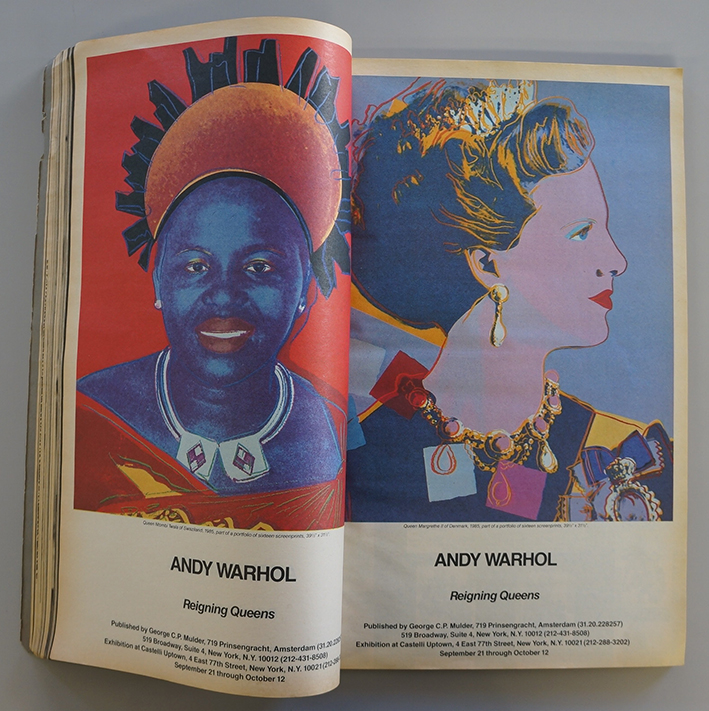 Queen Ntombi Twala of Swaziland, 1985, part of a portfolio of sixteen screenprints, 39½" x 31½"
ANDY WARHOL
Reigning Queens
Published by George C.P. Mulder, 719 Prinsengracht, Amsterdam (31.20.2282
519 Broadway, Suite 4, New York, N.Y. 10012 (212-431-8508)
Exhibition at Castelli Uptown, 4 East 77th Street, New York, N.Y. 10021 (212-288-
September 21 through October 12
Queen Margrethe II of Denmark, 1985, part of a portfolio of sixteen screenprints, 39½" x 31½"
ANDY WARHOL
Reigning Queens
Published by George C.P. Mulder, 719 Prinsengracht, Amsterdam (31.20.228257)
519 Broadway, Suite 4, New York, N.Y. 10012 (212-431-8508)
Exhibition at Castelli Uptown, 4 East 77th Street, New York, N.Y. 10021 (212-288-3202)
September 21 through October 12